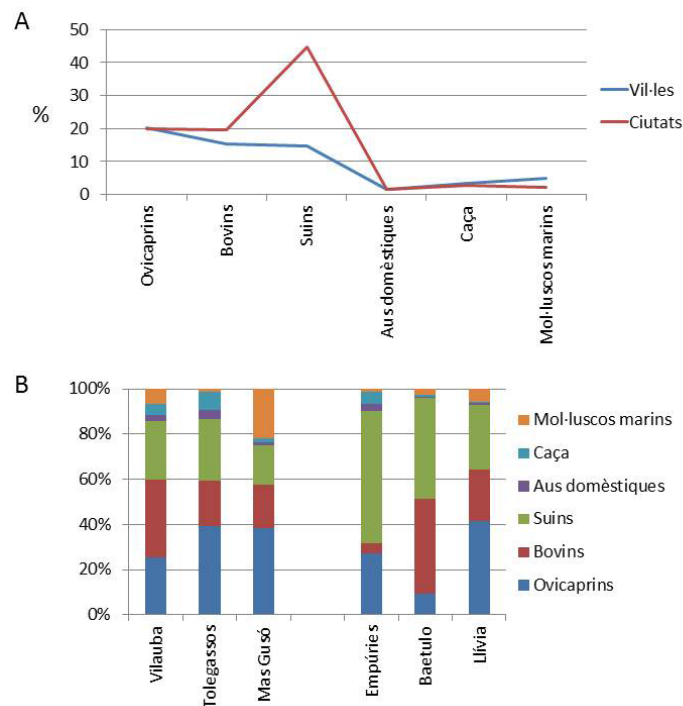 A
50
40
30
20
10
0
%
Ovicaprins
Bovins
Suins
Aus domèstiques
Caça
Mol·luscos marins
Vil·les
Ciutats
B
100%
80%
60%
40%
20%
0%
Vilauba
Tolegassos
Mas Gusó
Empúries
Baetulo
Llívia
Mol·luscos marins
Caça
Aus domèstiques
Suins
Bovins
Ovicaprins